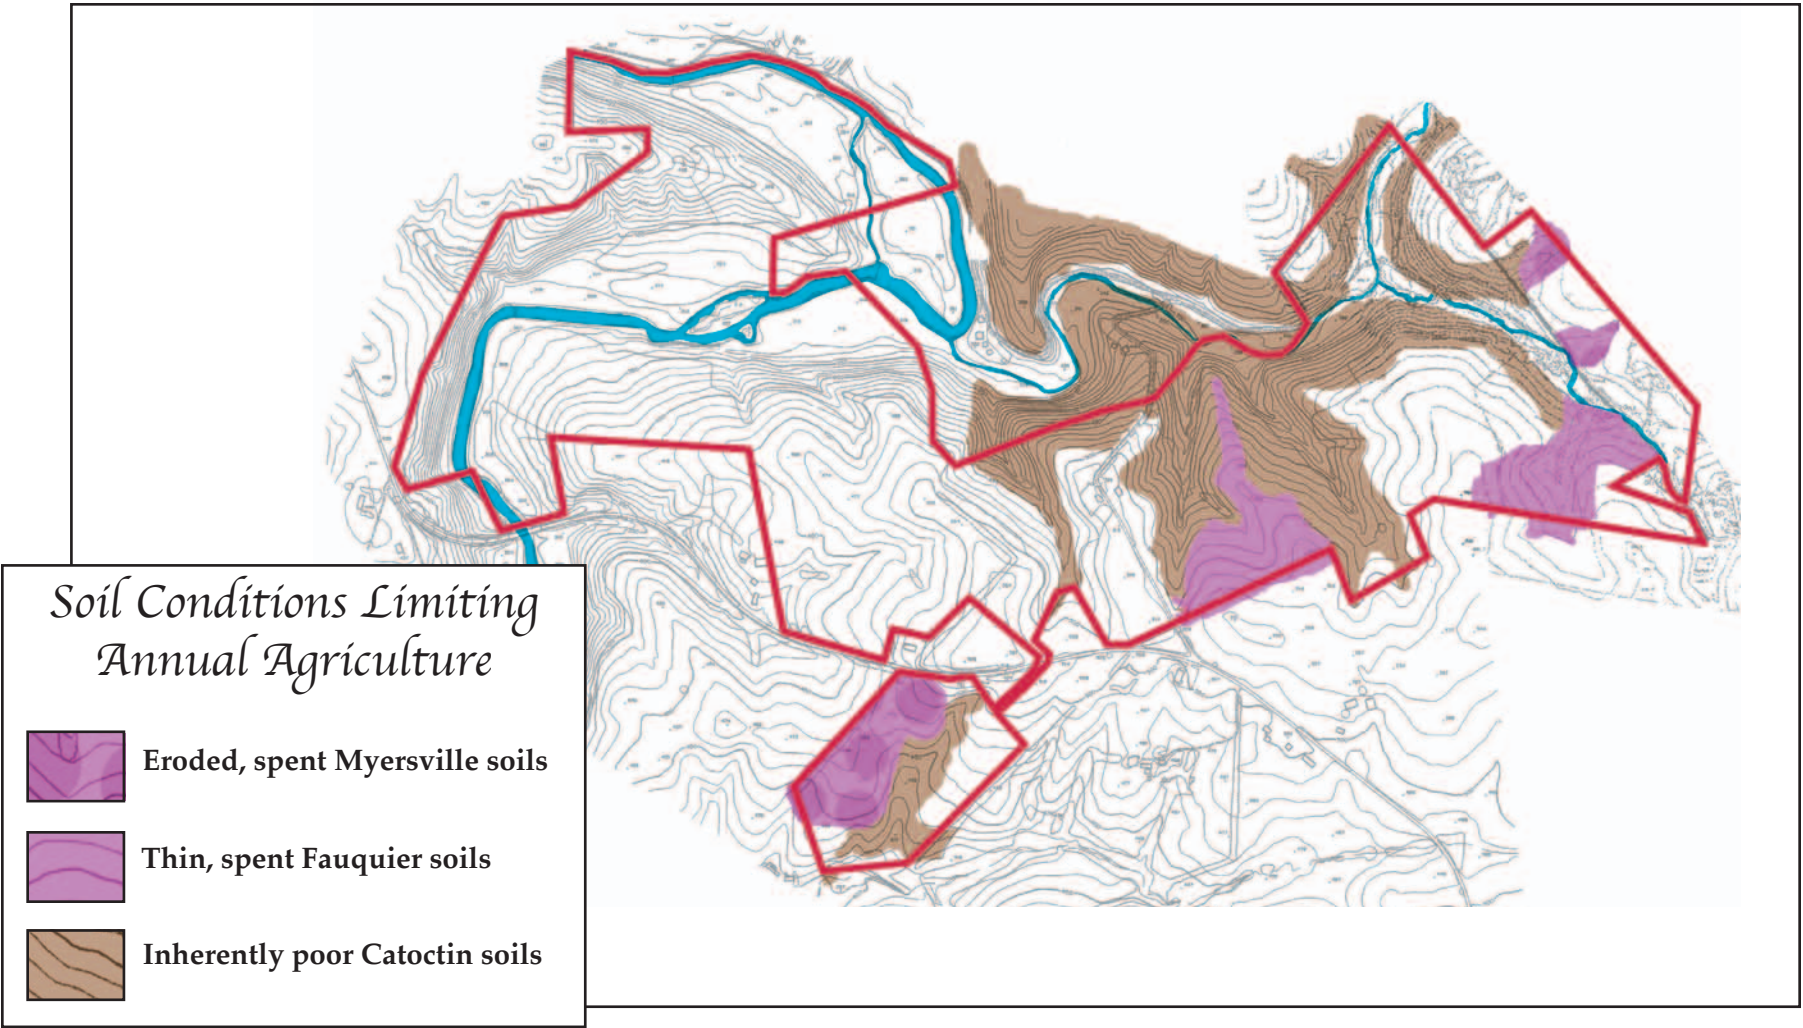 Soil Conditions Limiting
Annual Agriculture
Eroded, spent Myersville soils
Thin, spent Fauquier soils
Inherently poor Catoctin soils